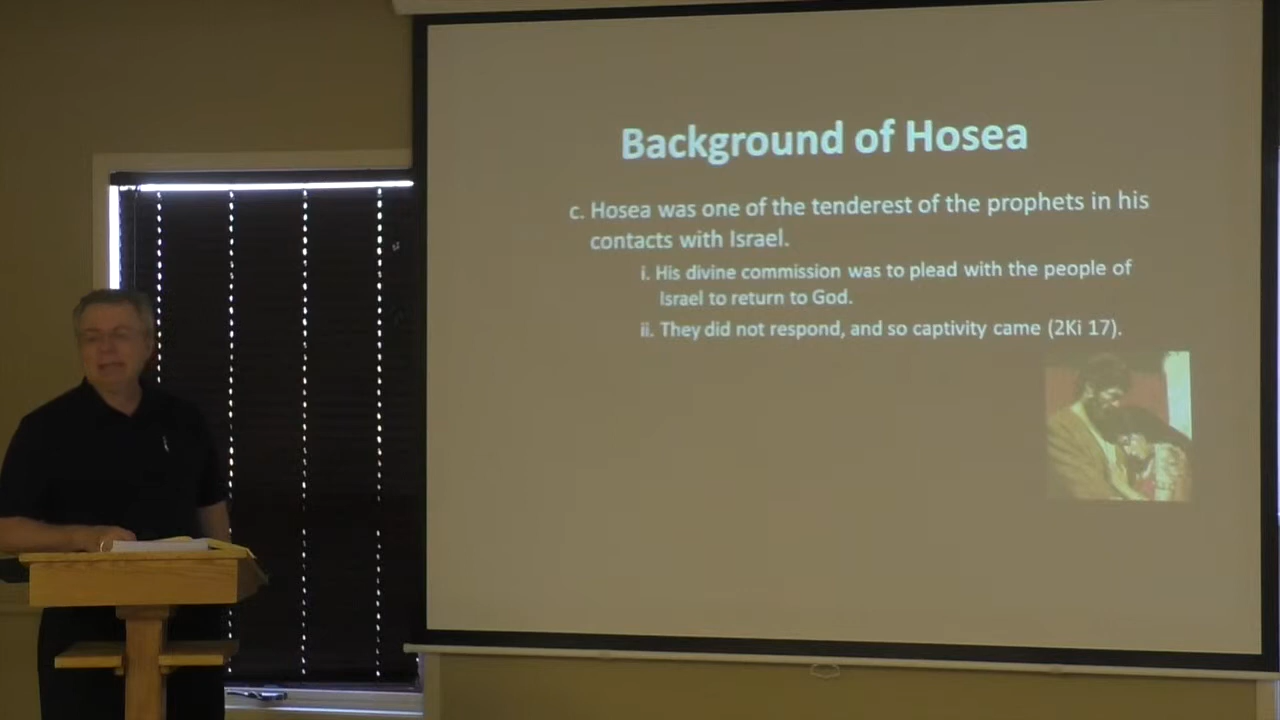 Background of Hosea
c. Hosea was one of the tenderest of the prophets in his
contacts with Israel.
i. His divine commission was to plead with the people of
Israel to return to God.
ii. They did not respond, and so captivity came (2Ki 17).